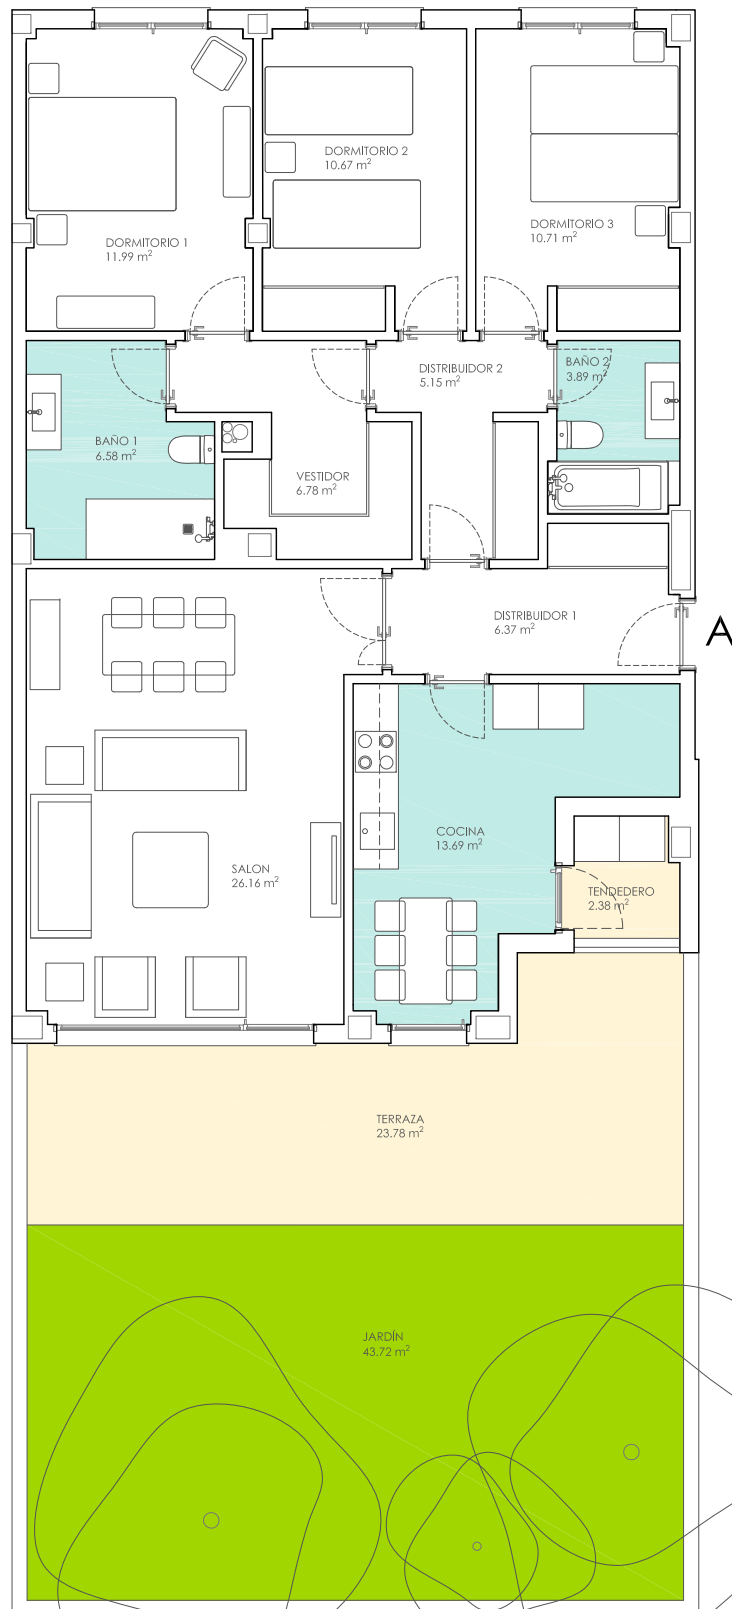 DORMITORIO 1
11.99 m²
DORMITORIO 2
10.67 m²
DORMITORIO 3
10.71 m²
BAÑO 1
6.58 m²
VESTIDOR
6.78 m²
DISTRIBUIDOR 2
5.15 m²
BAÑO 2
3.89 m²
DISTRIBUIDOR 1
6.37 m²
A
SALON
26.16 m²
COCINA
13.69 m²
TENDEDERO
2.38 m²
TERRAZA
23.78 m²
JARDÍN
43.72 m²